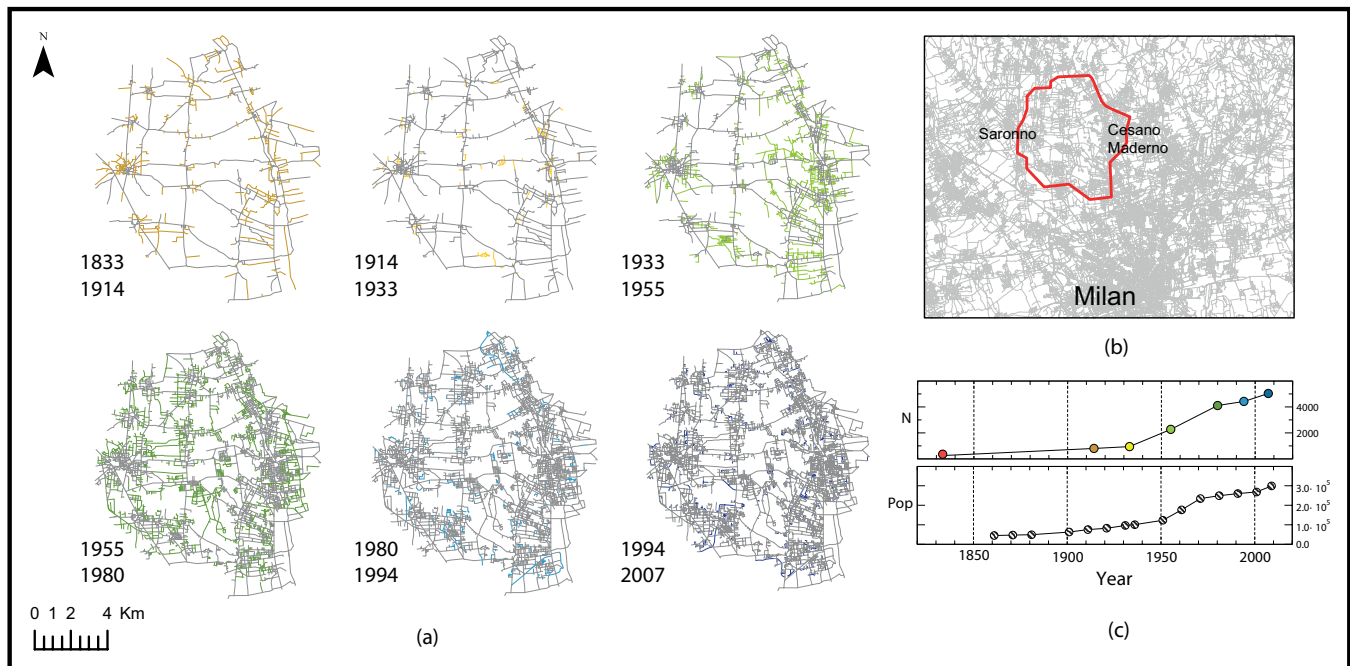 N
1833
1914
1914
1933
1933
1955
1955
1980
1980
1994
1994
2007
0 1 2 4 Km
(a)
Saronno
Cesano
Maderno
Milan
(b)
N
4000
2000
Pop
3.0· 10⁵
2.0· 10⁵
1.0· 10⁵
0.0
1850 1900 1950 2000
Year
(c)